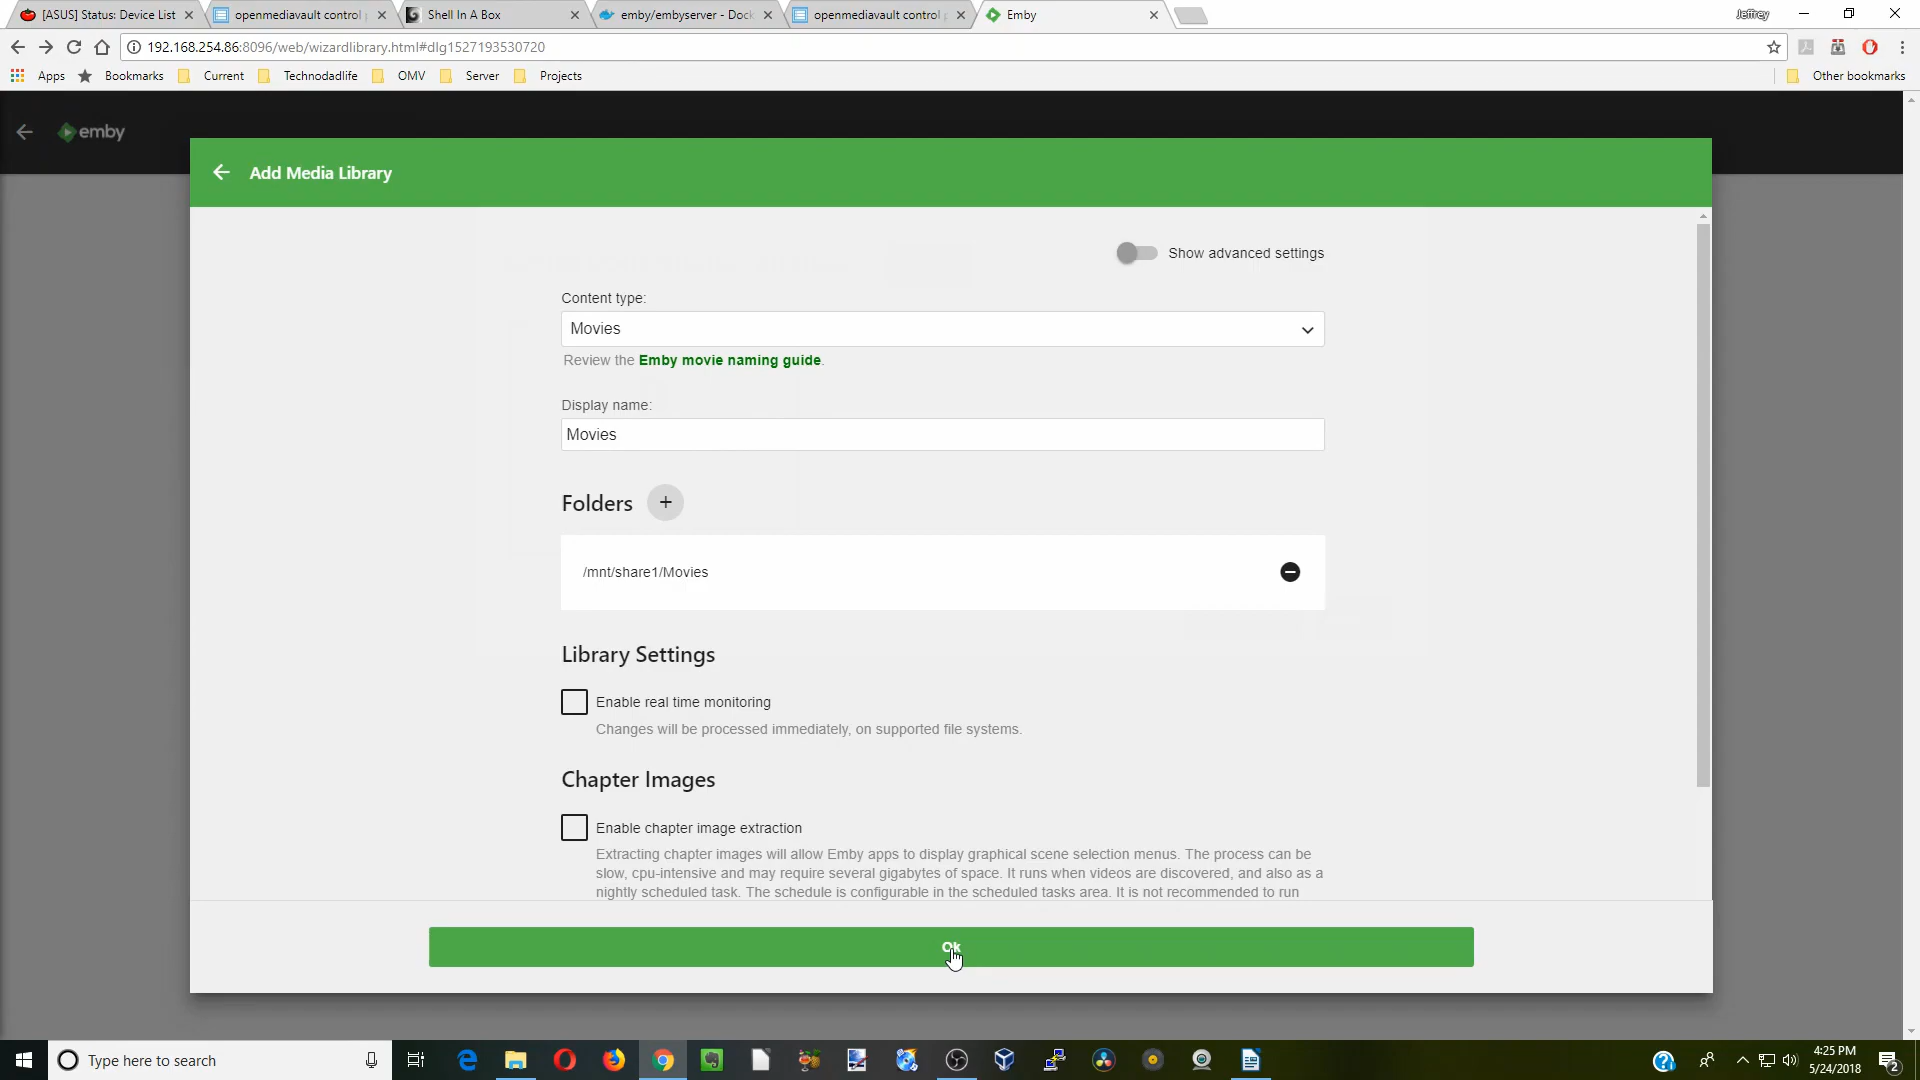 [ASUS] Status: Device List
openmediavault control p
Shell In A Box
emby/embyserver - Dock
openmediavault control p
Emby
Jeffrey
192.168.254.86:8096/web/wizardlibrary.html#dlg1527193530720
Apps
Bookmarks
Current
Technodadlife
OMV
Server
Projects
Other bookmarks
emby
Add Media Library
Show advanced settings
Content type:
Movies
Review the Emby movie naming guide.
Display name:
Movies
Folders +
/mnt/share1/Movies
Library Settings
Enable real time monitoring
Changes will be processed immediately, on supported file systems.
Chapter Images
Enable chapter image extraction
Extracting chapter images will allow Emby apps to display graphical scene selection menus. The process can be
slow, cpu-intensive and may require several gigabytes of space. It runs when videos are discovered, and also as a
nightly scheduled task. The schedule is configurable in the scheduled tasks area. It is not recommended to run
Ok
Type here to search
4:25 PM
5/24/2018
2